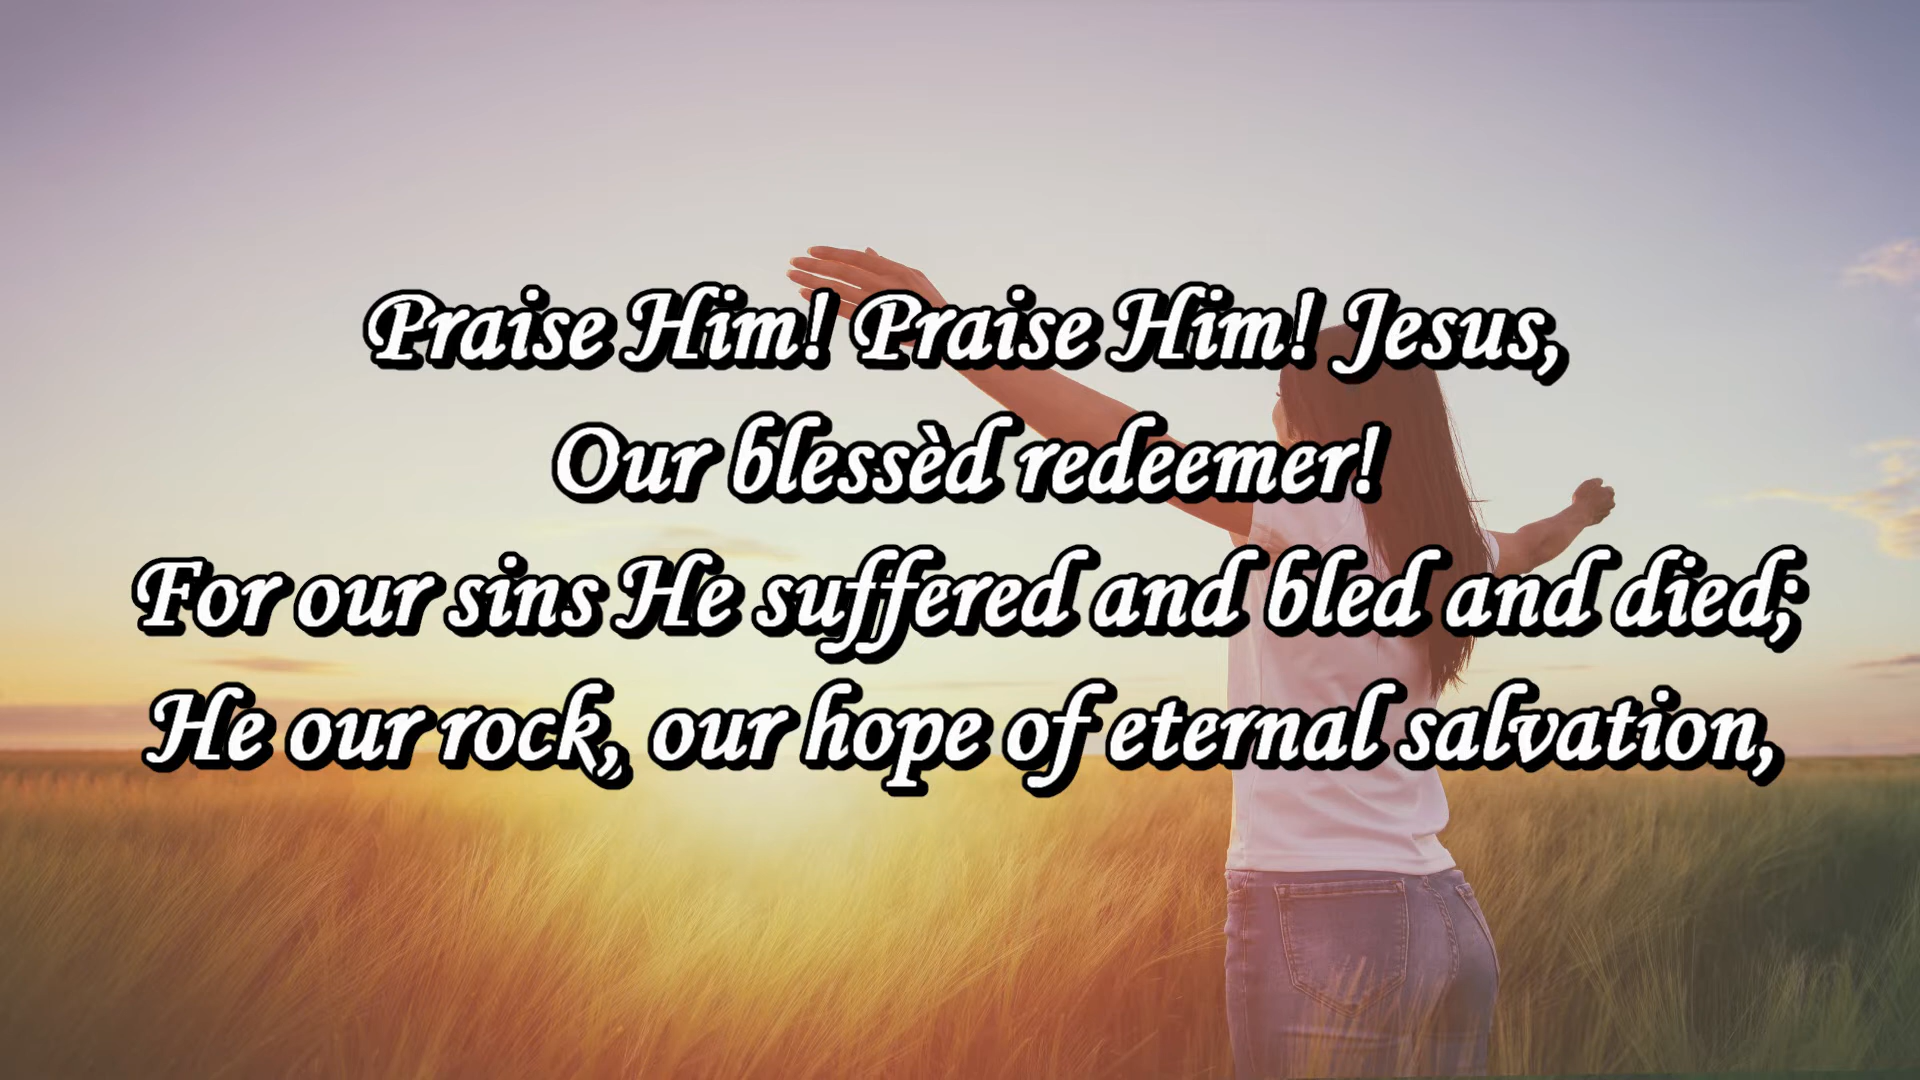 Praise Him! Praise Him! Jesus,
Our blessèd redeemer!
For our sins He suffered and bled and died;
He our rock, our hope of eternal salvation,